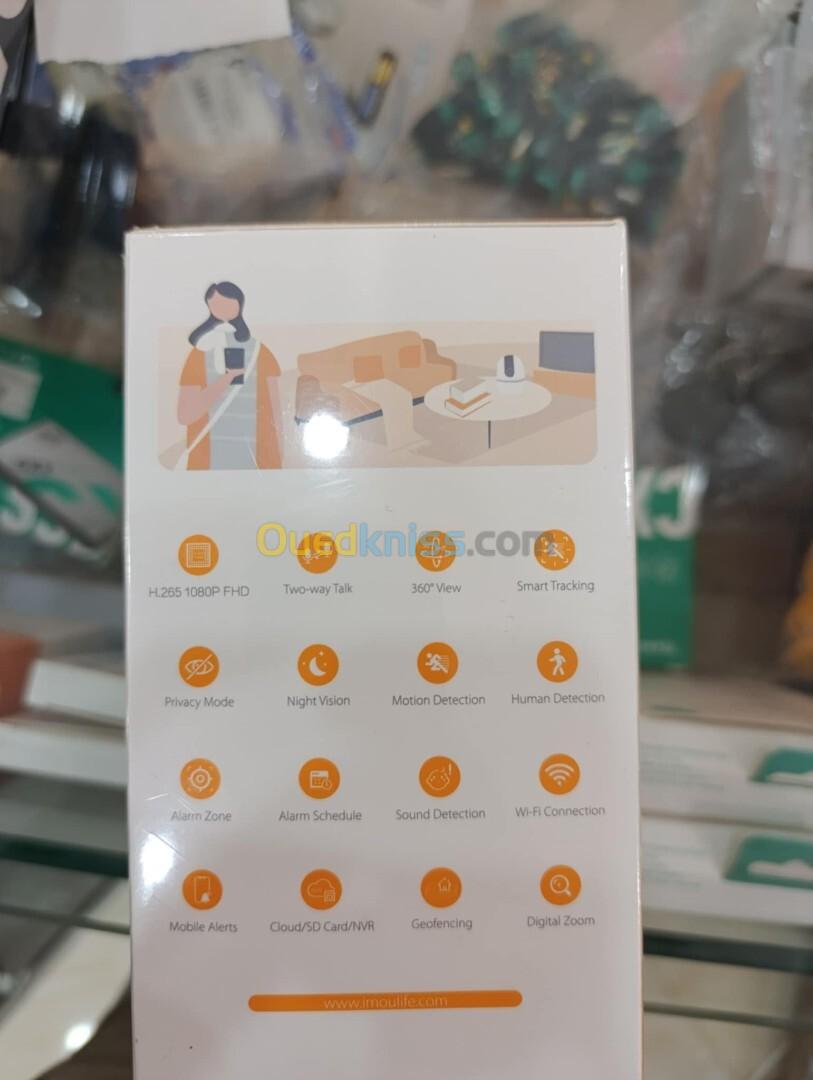 Ouedkniss.com
H.265 1080P FHD
Two-way Talk
360° View
Smart Tracking
Privacy Mode
Night Vision
Motion Detection
Human Detection
Alarm Zone
Alarm Schedule
Sound Detection
Wi-Fi Connection
Mobile Alerts
Cloud/SD Card/NVR
Geofencing
Digital Zoom
www.imoulife.com